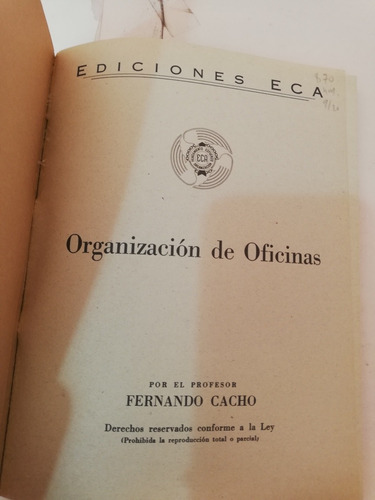 EDICIONES ECA
ECA
Organización de Oficinas
POR EL PROFESOR
FERNANDO CACHO
Derechos reservados conforme a la Ley
(Prohibida la reproducción total o parcial)